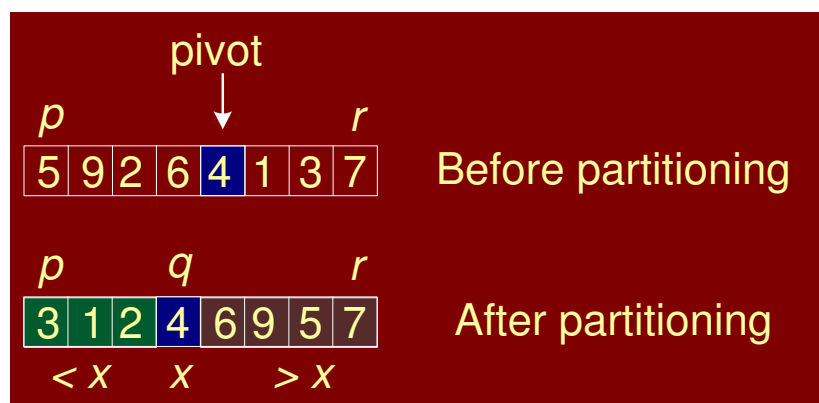 pivot
p r
5 9 2 6 4 1 3 7 Before partitioning
p q r
3 1 2 4 6 9 5 7 After partitioning
< x x > x